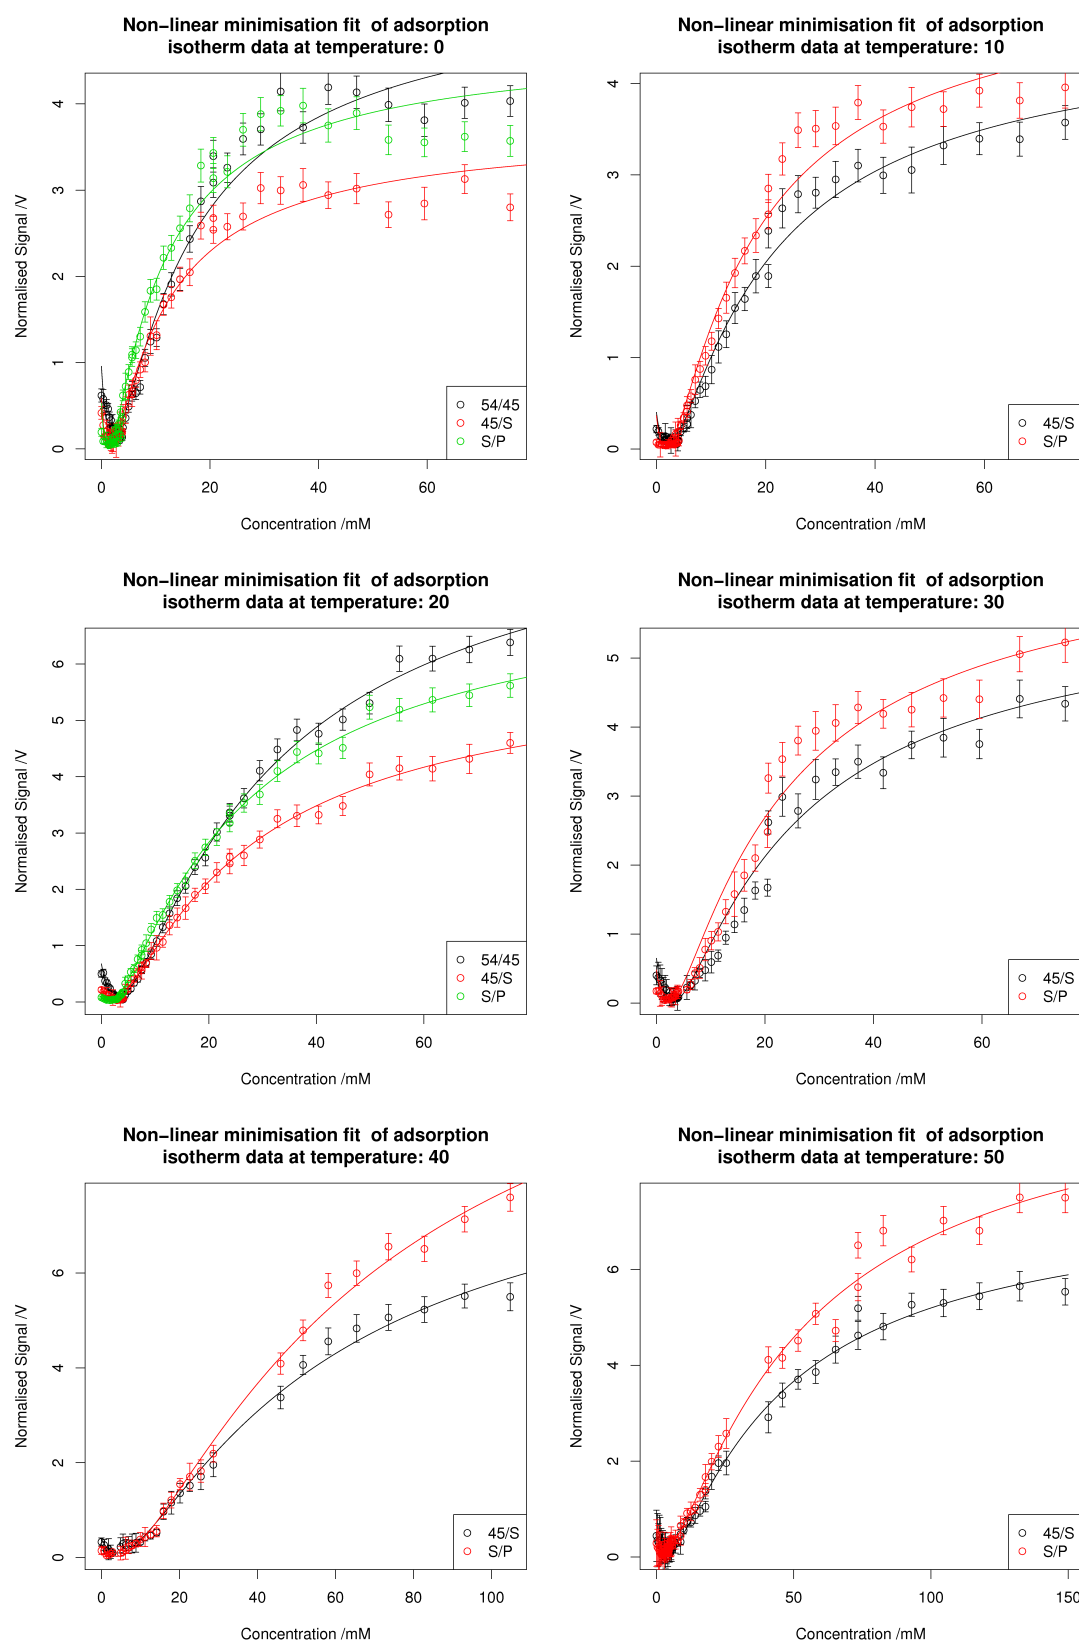 Non−linear minimisation fit  of adsorption
isotherm data at temperature: 0
Normalised Signal /V
4
3
2
1
0
54/45
45/S
S/P
0 20 40 60
Concentration /mM
Non−linear minimisation fit  of adsorption
isotherm data at temperature: 10
Normalised Signal /V
4
3
2
1
0
45/S
S/P
0 20 40 60
Concentration /mM
Non−linear minimisation fit  of adsorption
isotherm data at temperature: 20
Normalised Signal /V
6
5
4
3
2
1
0
54/45
45/S
S/P
0 20 40 60
Concentration /mM
Non−linear minimisation fit  of adsorption
isotherm data at temperature: 30
Normalised Signal /V
5
4
3
2
1
0
45/S
S/P
0 20 40 60
Concentration /mM
Non−linear minimisation fit  of adsorption
isotherm data at temperature: 40
Normalised Signal /V
6
4
2
0
45/S
S/P
0 20 40 60 80 100
Concentration /mM
Non−linear minimisation fit  of adsorption
isotherm data at temperature: 50
Normalised Signal /V
6
4
2
0
45/S
S/P
0 50 100 150
Concentration /mM